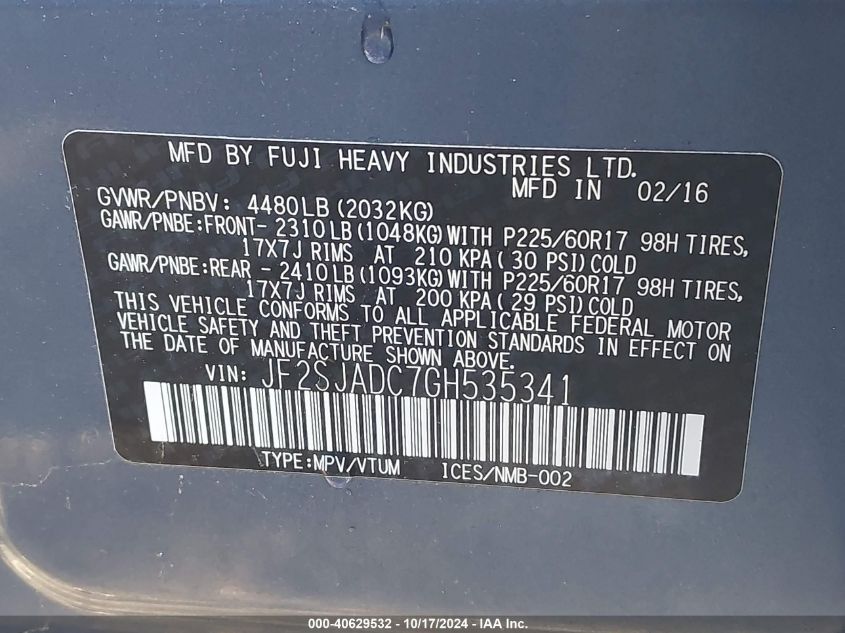 MFD BY FUJI HEAVY INDUSTRIES LTD.
MFD IN 02/16
GVWR/PNBV: 4480LB(2032KG)
GAWR/PNBE:FRONT- 2310LB(1048KG)WITH P225/60R17 98H TIRES,
17X7J RIMS AT 210 KPA(30 PSI)COLD
GAWR/PNBE:REAR - 2410LB(1093KG)WITH P225/60R17 98H TIRES,
17X7J RIMS AT 200 KPA(29 PSI)COLD
THIS VEHICLE CONFORMS TO ALL APPLICABLE FEDERAL MOTOR
VEHICLE SAFETY AND THEFT PREVENTION STANDARDS IN EFFECT ON
THE DATE OF MANUFACTURE SHOWN ABOVE.
VIN: JF2SJADC7GH535341
TYPE:MPV/VTUM ICES/NMB-002
000-40629532 / 10/17/2024 - IAA Inc.